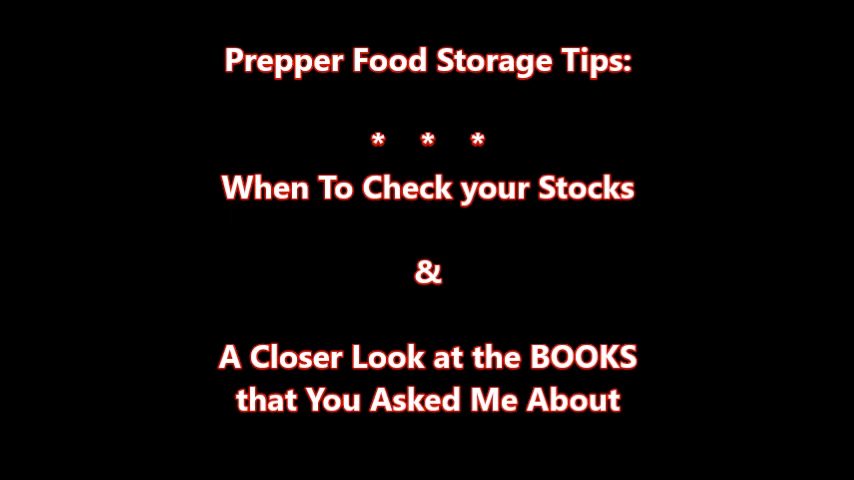 Prepper Food Storage Tips:
* * *
When To Check your Stocks
&
A Closer Look at the BOOKS
that You Asked Me About